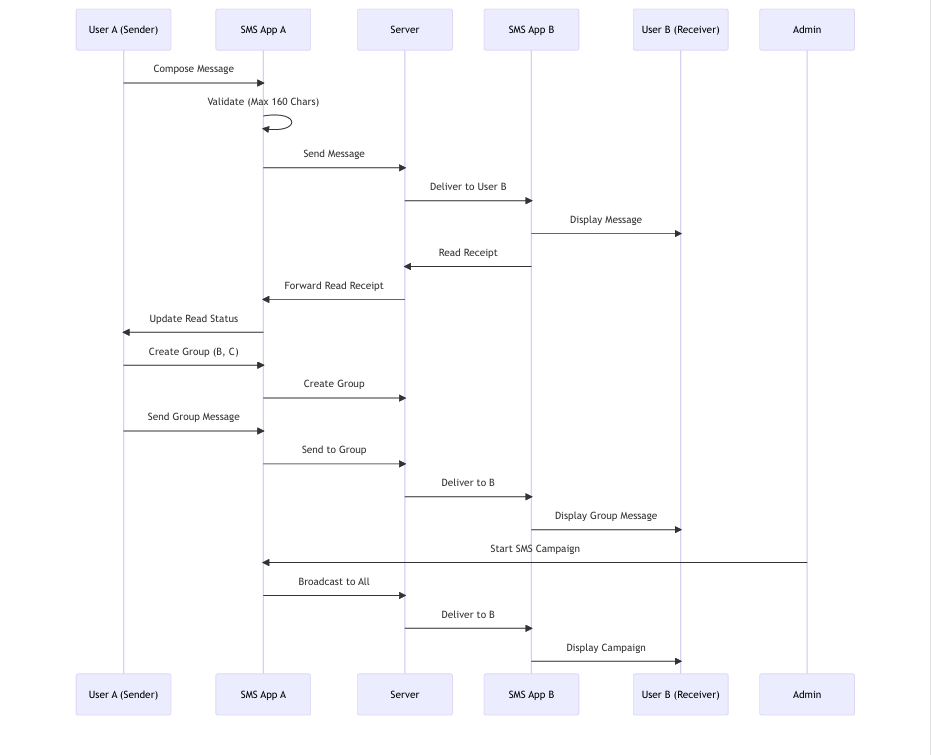 User A (Sender)
SMS App A
Server
SMS App B
User B (Receiver)
Admin
Compose Message
Validate (Max 160 Chars)
Send Message
Deliver to User B
Display Message
Read Receipt
Forward Read Receipt
Update Read Status
Create Group (B, C)
Create Group
Send Group Message
Send to Group
Deliver to B
Display Group Message
Start SMS Campaign
Broadcast to All
Deliver to B
Display Campaign
User A (Sender)
SMS App A
Server
SMS App B
User B (Receiver)
Admin